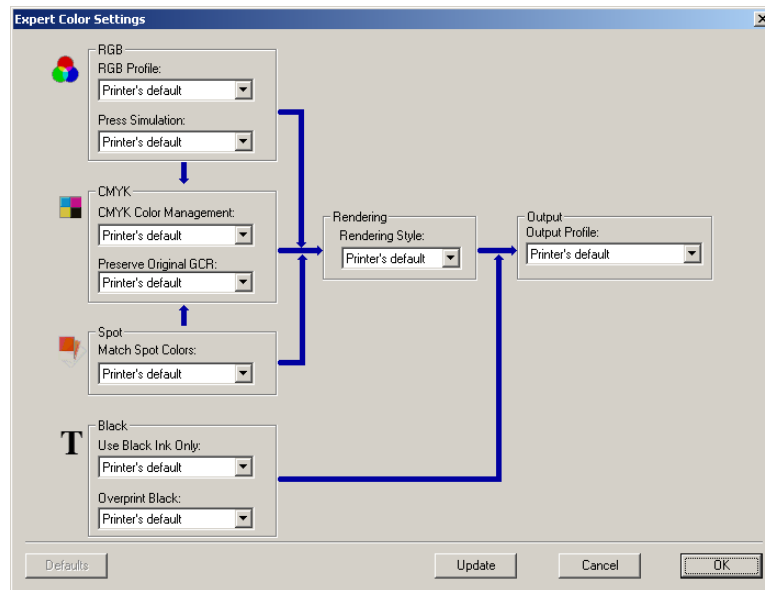 Expert Color Settings
RGB
RGB Profile:
Printer's default
Press Simulation:
Printer's default
CMYK
CMYK Color Management:
Printer's default
Preserve Original GCR:
Printer's default
Rendering
Rendering Style:
Printer's default
Output
Output Profile:
Printer's default
Spot
Match Spot Colors:
Printer's default
T
Black
Use Black Ink Only:
Printer's default
Overprint Black:
Printer's default
Defaults
Update
Cancel
OK